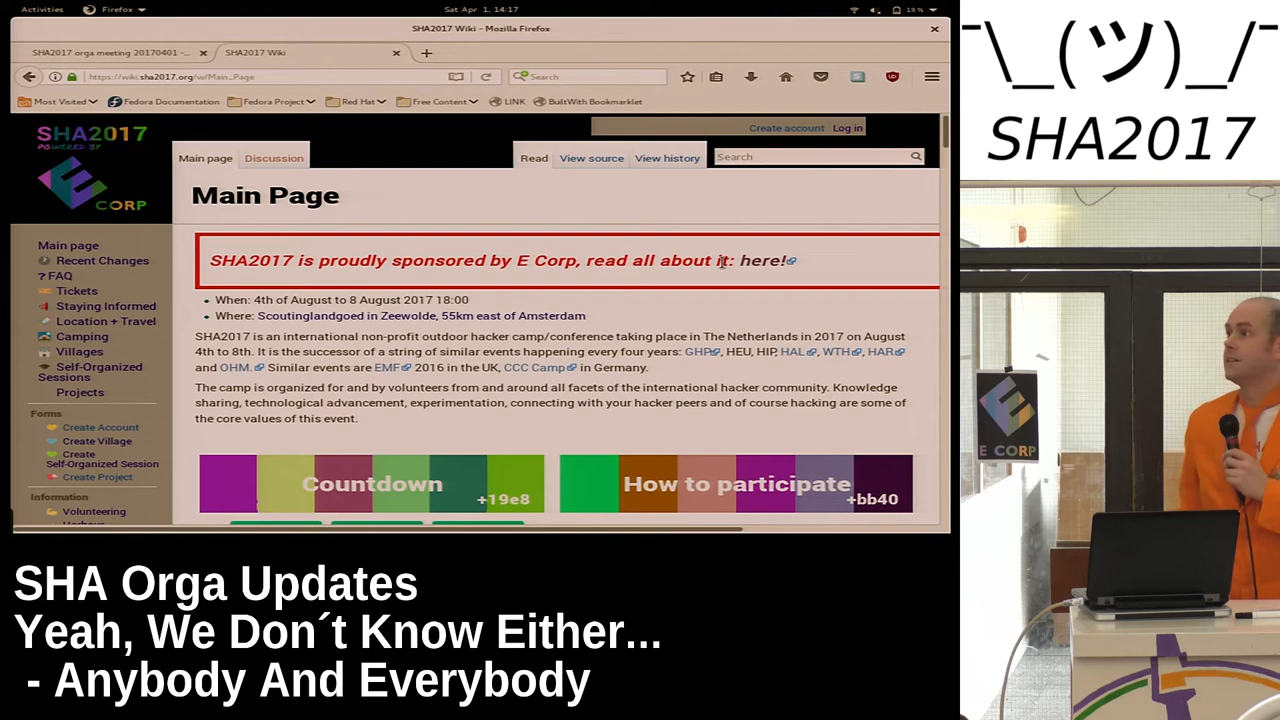 Activities Firefox Sat Apr 1, 14:17 19 %
SHA2017 Wiki - Mozilla Firefox
SHA2017 orga meeting 20170401 -... SHA2017 Wiki
https://wiki.sha2017.org/w/Main_Page Search
Most Visited Fedora Documentation Fedora Project Red Hat Free Content LINK BuiltWith Bookmarklet
SHA2017
POWERED BY
E CORP
Create account Log in
Main page Discussion Read View source View history Search
Main Page
SHA2017 is proudly sponsored by E Corp, read all about it: here!
• When: 4th of August to 8 August 2017 18:00
• Where: Scoutinglandgoed in Zeewolde, 55km east of Amsterdam
SHA2017 is an international non-profit outdoor hacker camp/conference taking place in The Netherlands in 2017 on August
4th to 8th. It is the successor of a string of similar events happening every four years: GHP, HEU, HIP, HAL, WTH, HAR
and OHM. Similar events are EMF 2016 in the UK, CCC Camp in Germany.
The camp is organized for and by volunteers from and around all facets of the international hacker community. Knowledge
sharing, technological advancement, experimentation, connecting with your hacker peers and of course hacking are some of
the core values of this event.
Countdown
+19e8
How to participate
+bb40
Main page
Recent Changes
? FAQ
Tickets
Staying Informed
Location + Travel
Camping
Villages
Self-Organized
Sessions
Projects
Forms
Create Account
Create Village
Create
Self-Organized Session
Create Project
Information
Volunteering
¯\_(ツ)_/¯
SHA2017
E CORP
SHA Orga Updates
Yeah, We Don´t Know Either...
- Anybody And Everybody